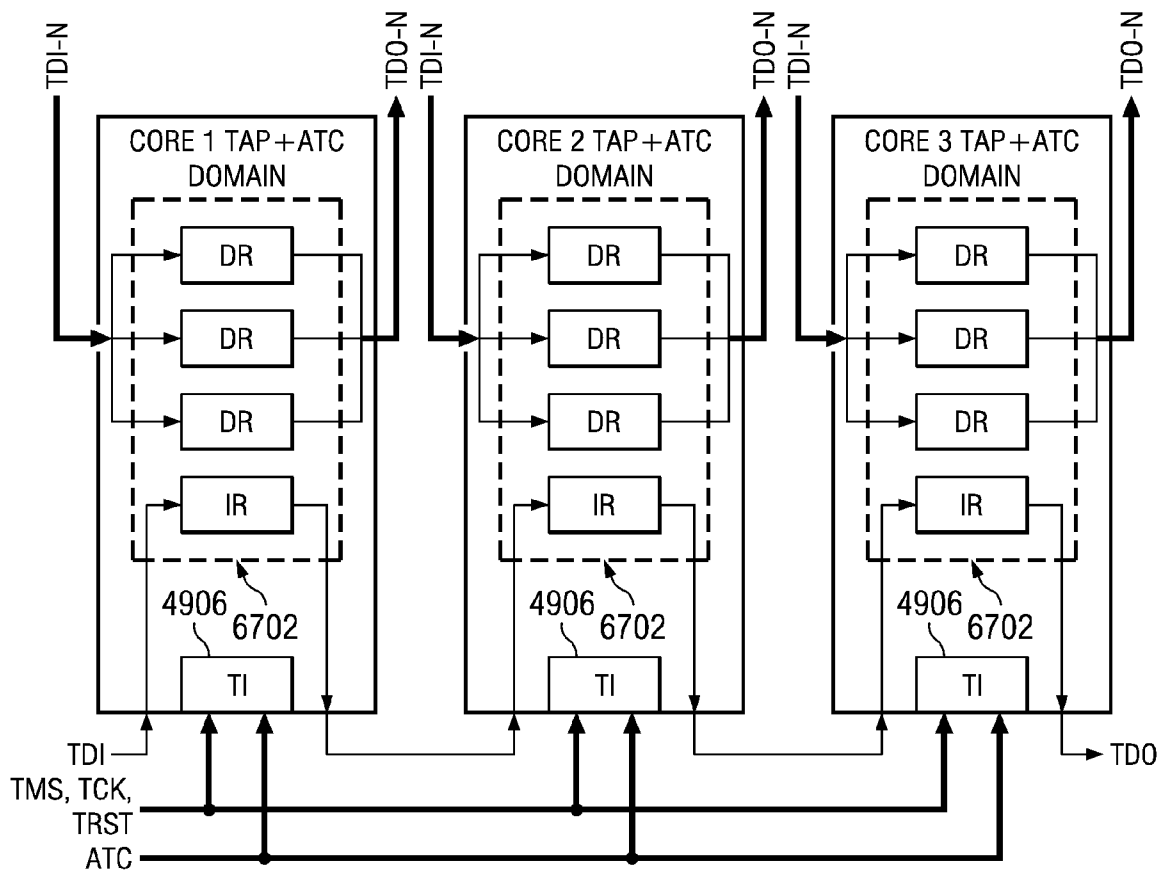 TDI-N
TDO-N
TDI-N
TDO-N
TDI-N
TDO-N
CORE 1 TAP+ATC
DOMAIN
DR
DR
DR
IR
4906
6702
TI
CORE 2 TAP+ATC
DOMAIN
DR
DR
DR
IR
4906
6702
TI
CORE 3 TAP+ATC
DOMAIN
DR
DR
DR
IR
4906
6702
TI
TDI
TDO
TMS, TCK,
TRST
ATC